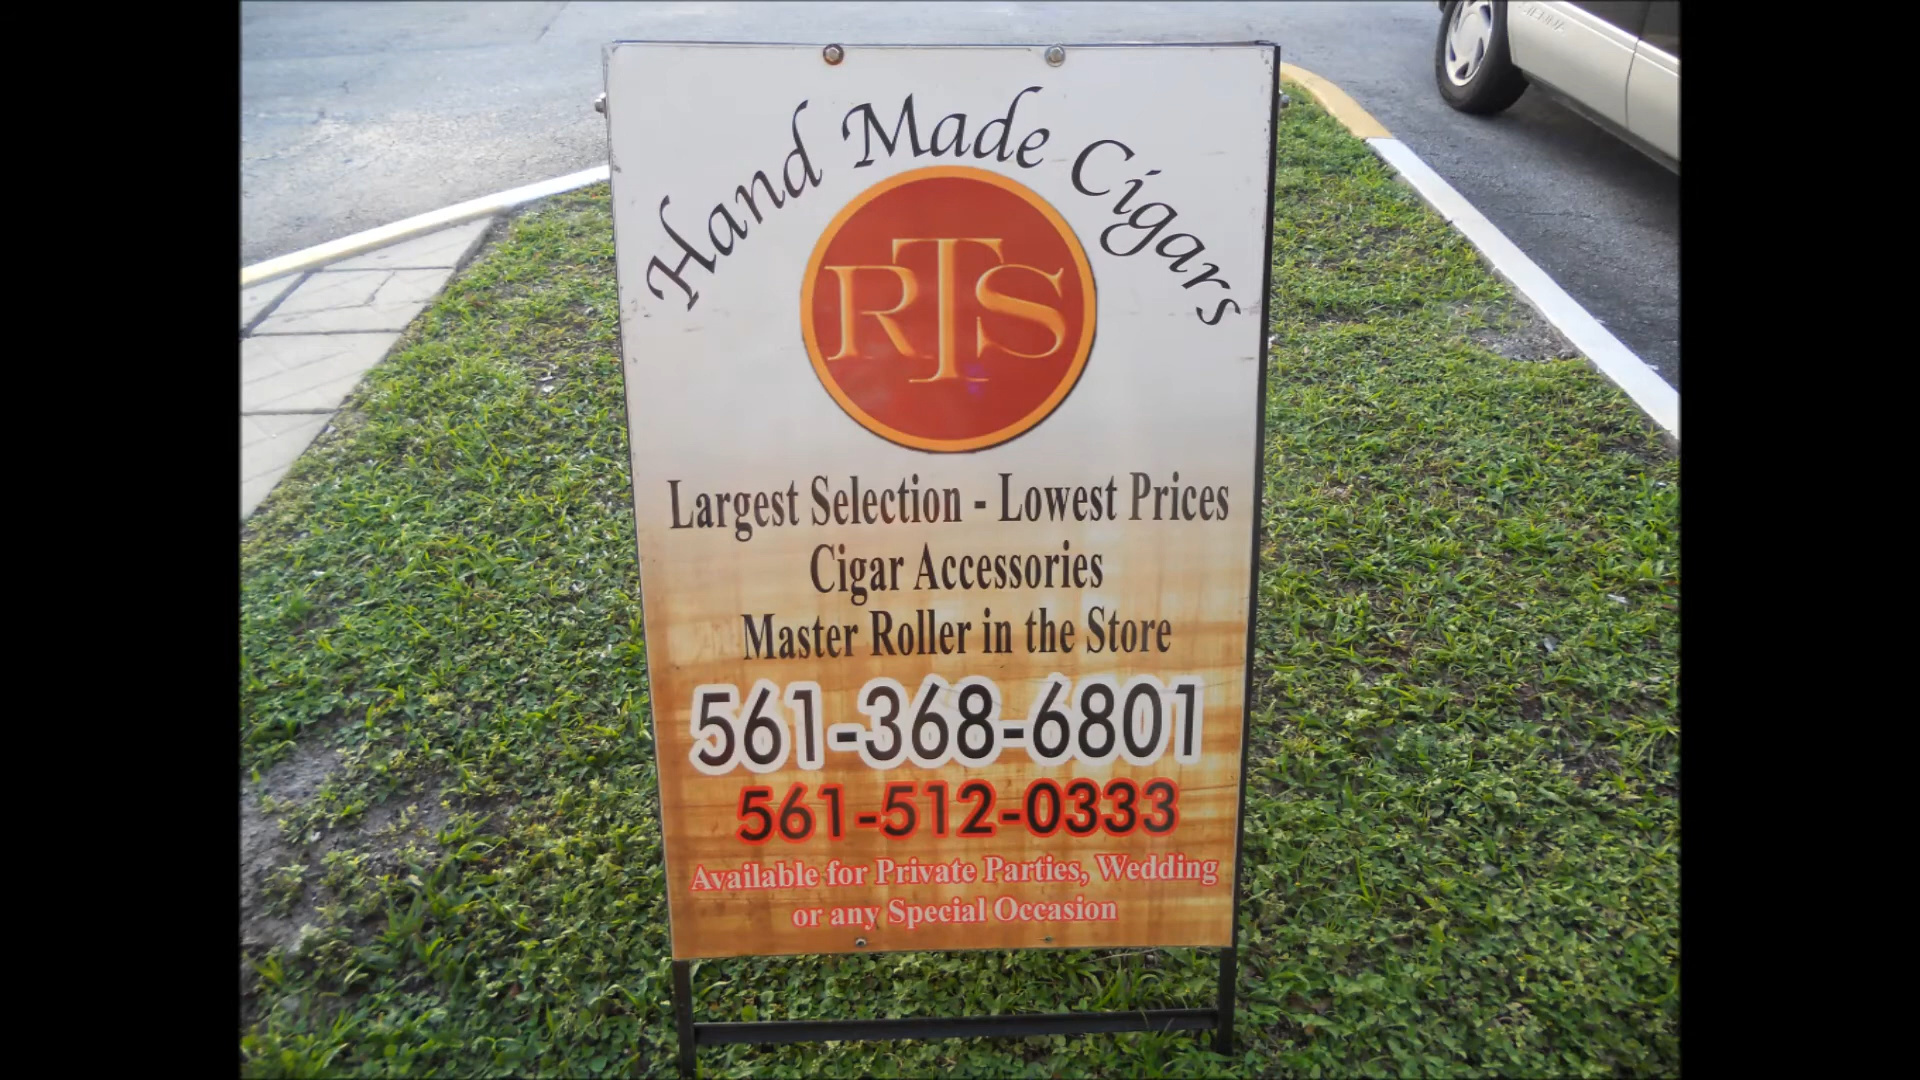 Hand Made Cigars
RTS
Largest Selection - Lowest Prices
Cigar Accessories
Master Roller in the Store
561-368-6801
561-512-0333
Available for Private Parties, Wedding
or any Special Occasion
SIENNA